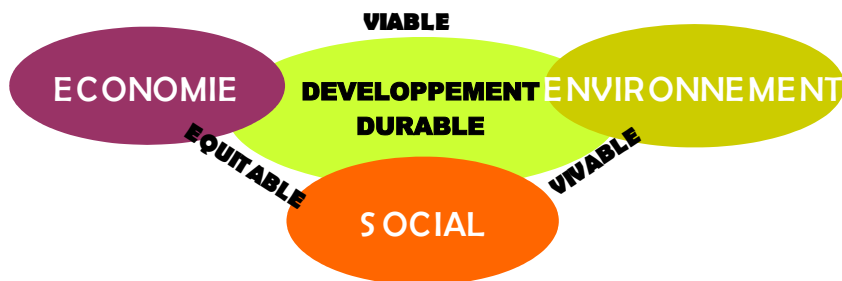 VIABLE
ECONOMIE
DEVELOPPEMENT
DURABLE
ENVIRONNEMENT
EQUITABLE
VIVABLE
SOCIAL